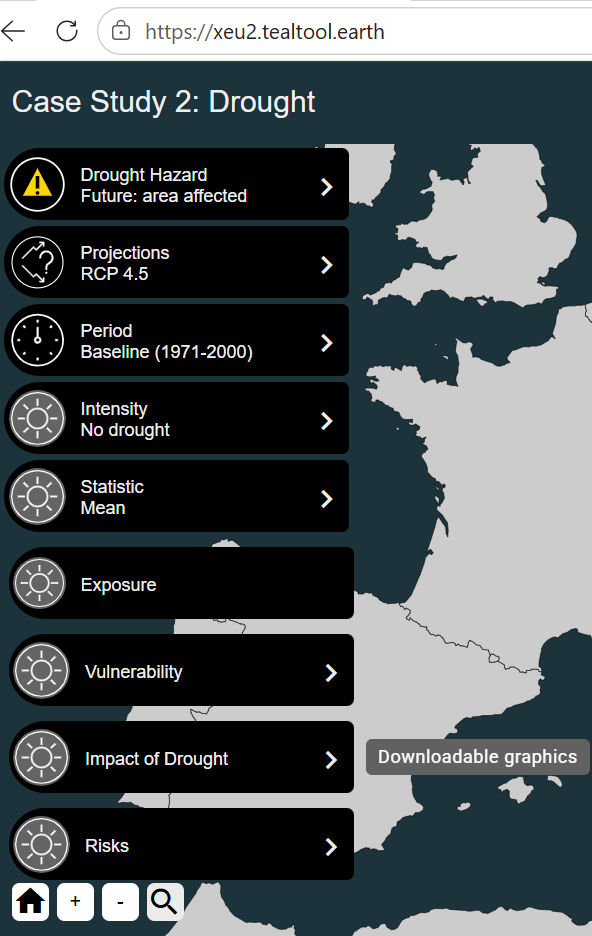 https://xeu2.tealtool.earth
Case Study 2: Drought
Drought Hazard
Future: area affected
Projections
RCP 4.5
Period
Baseline (1971-2000)
Intensity
No drought
Statistic
Mean
Exposure
Vulnerability
Impact of Drought
Downloadable graphics
Risks
+
-